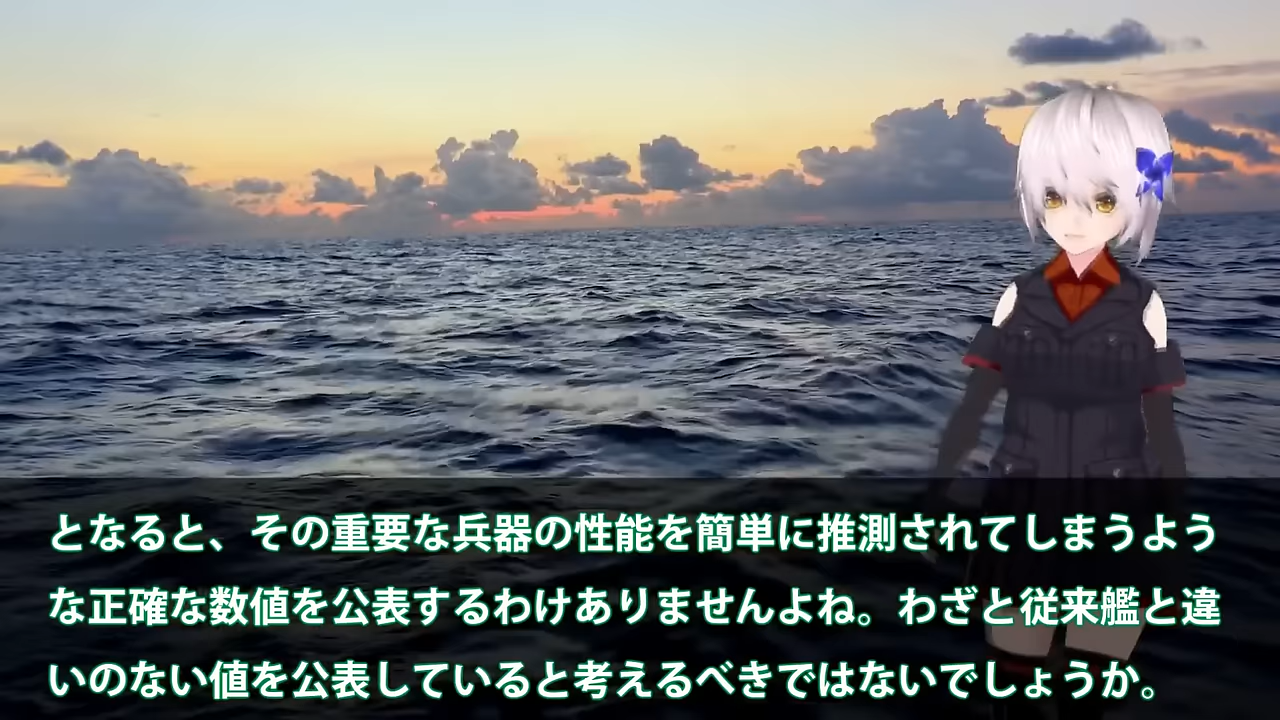 となると、その重要な兵器の性能を簡単に推測されてしまうよう
な正確な数値を公表するわけありませんよね。わざと従来艦と違
いのない値を公表していると考えるべきではないでしょうか。